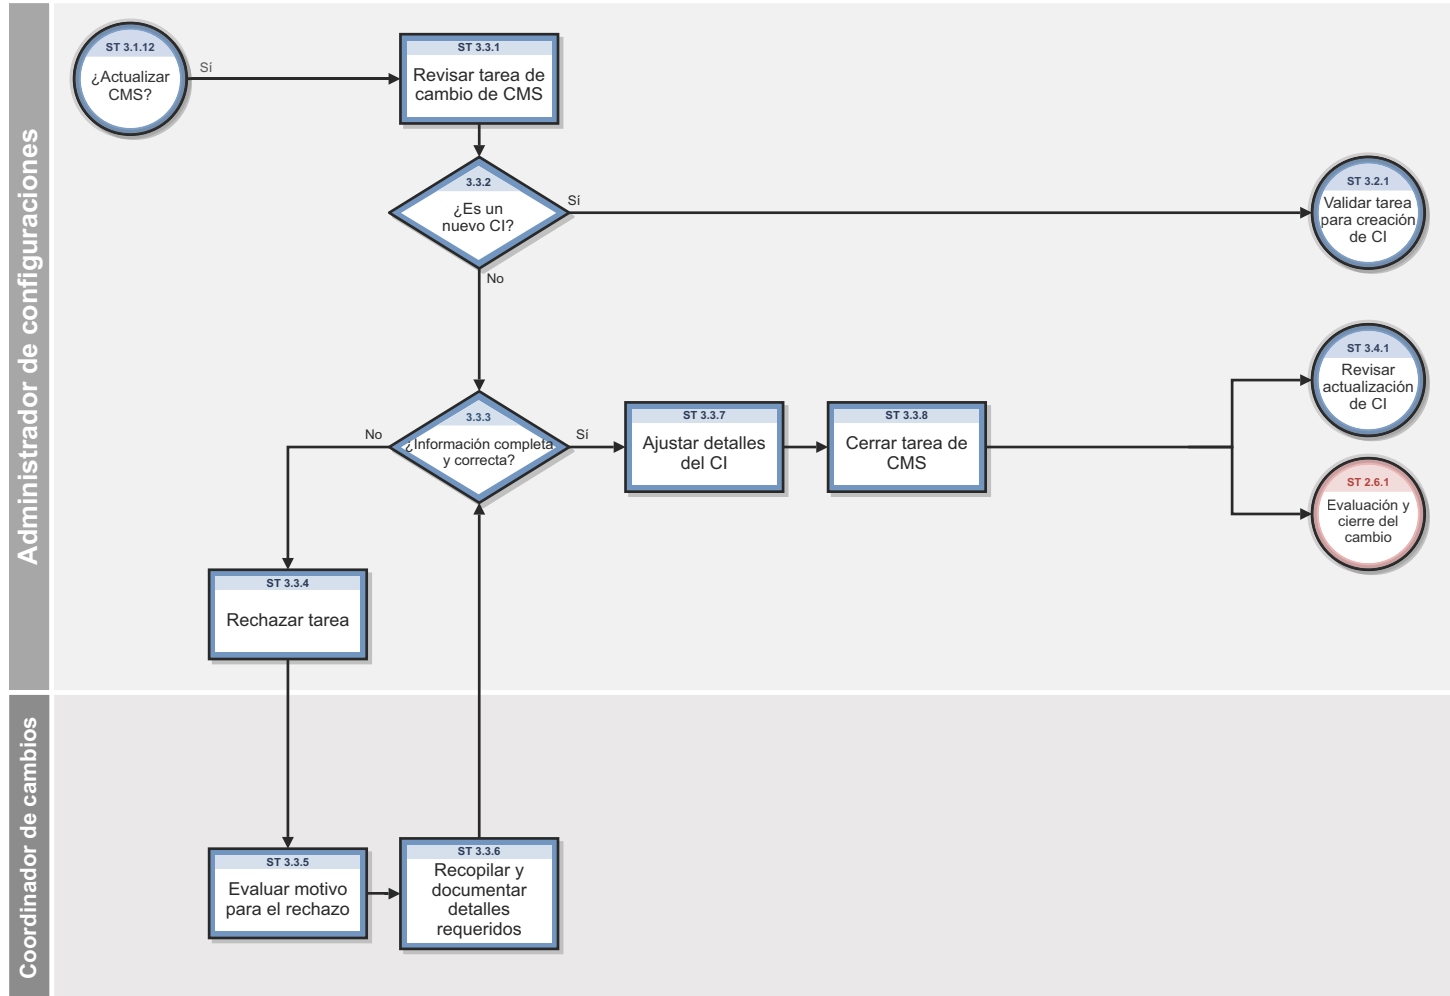 Administrador de configuraciones
ST 3.1.12
¿Actualizar
CMS?
Sí
ST 3.3.1
Revisar tarea de
cambio de CMS
3.3.2
¿Es un
nuevo CI?
Sí
No
ST 3.2.1
Validar tarea
para creación
de CI
3.3.3
¿Información completa
y correcta?
No
Sí
ST 3.3.7
Ajustar detalles
del CI
ST 3.3.8
Cerrar tarea de
CMS
ST 3.4.1
Revisar
actualización
de CI
ST 2.6.1
Evaluación y
cierre del
cambio
ST 3.3.4
Rechazar tarea
Coordinador de cambios
ST 3.3.5
Evaluar motivo
para el rechazo
ST 3.3.6
Recopilar y
documentar
detalles
requeridos